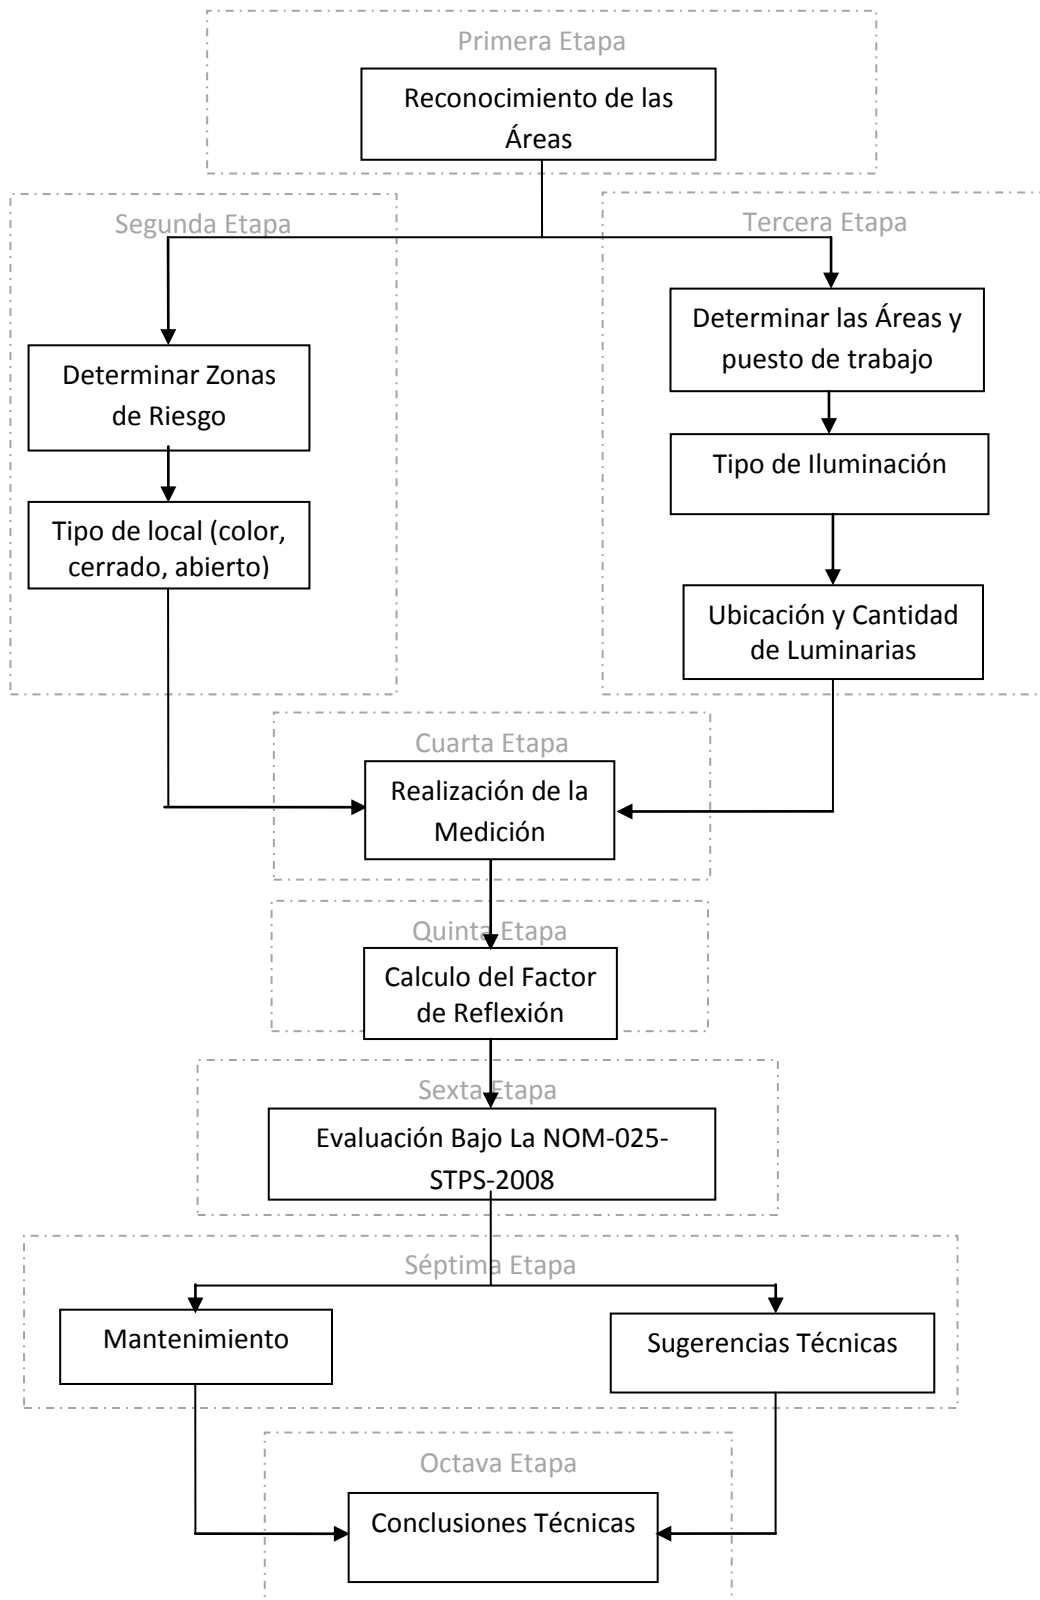 Primera Etapa
Reconocimiento de las
Áreas
Segunda Etapa
Determinar Zonas
de Riesgo
Tipo de local (color,
cerrado, abierto)
Tercera Etapa
Determinar las Áreas y
puesto de trabajo
Tipo de Iluminación
Ubicación y Cantidad
de Luminarias
Cuarta Etapa
Realización de la
Medición
Quinta Etapa
Calculo del Factor
de Reflexión
Sexta Etapa
Evaluación Bajo La NOM-025-
STPS-2008
Séptima Etapa
Mantenimiento
Sugerencias Técnicas
Octava Etapa
Conclusiones Técnicas